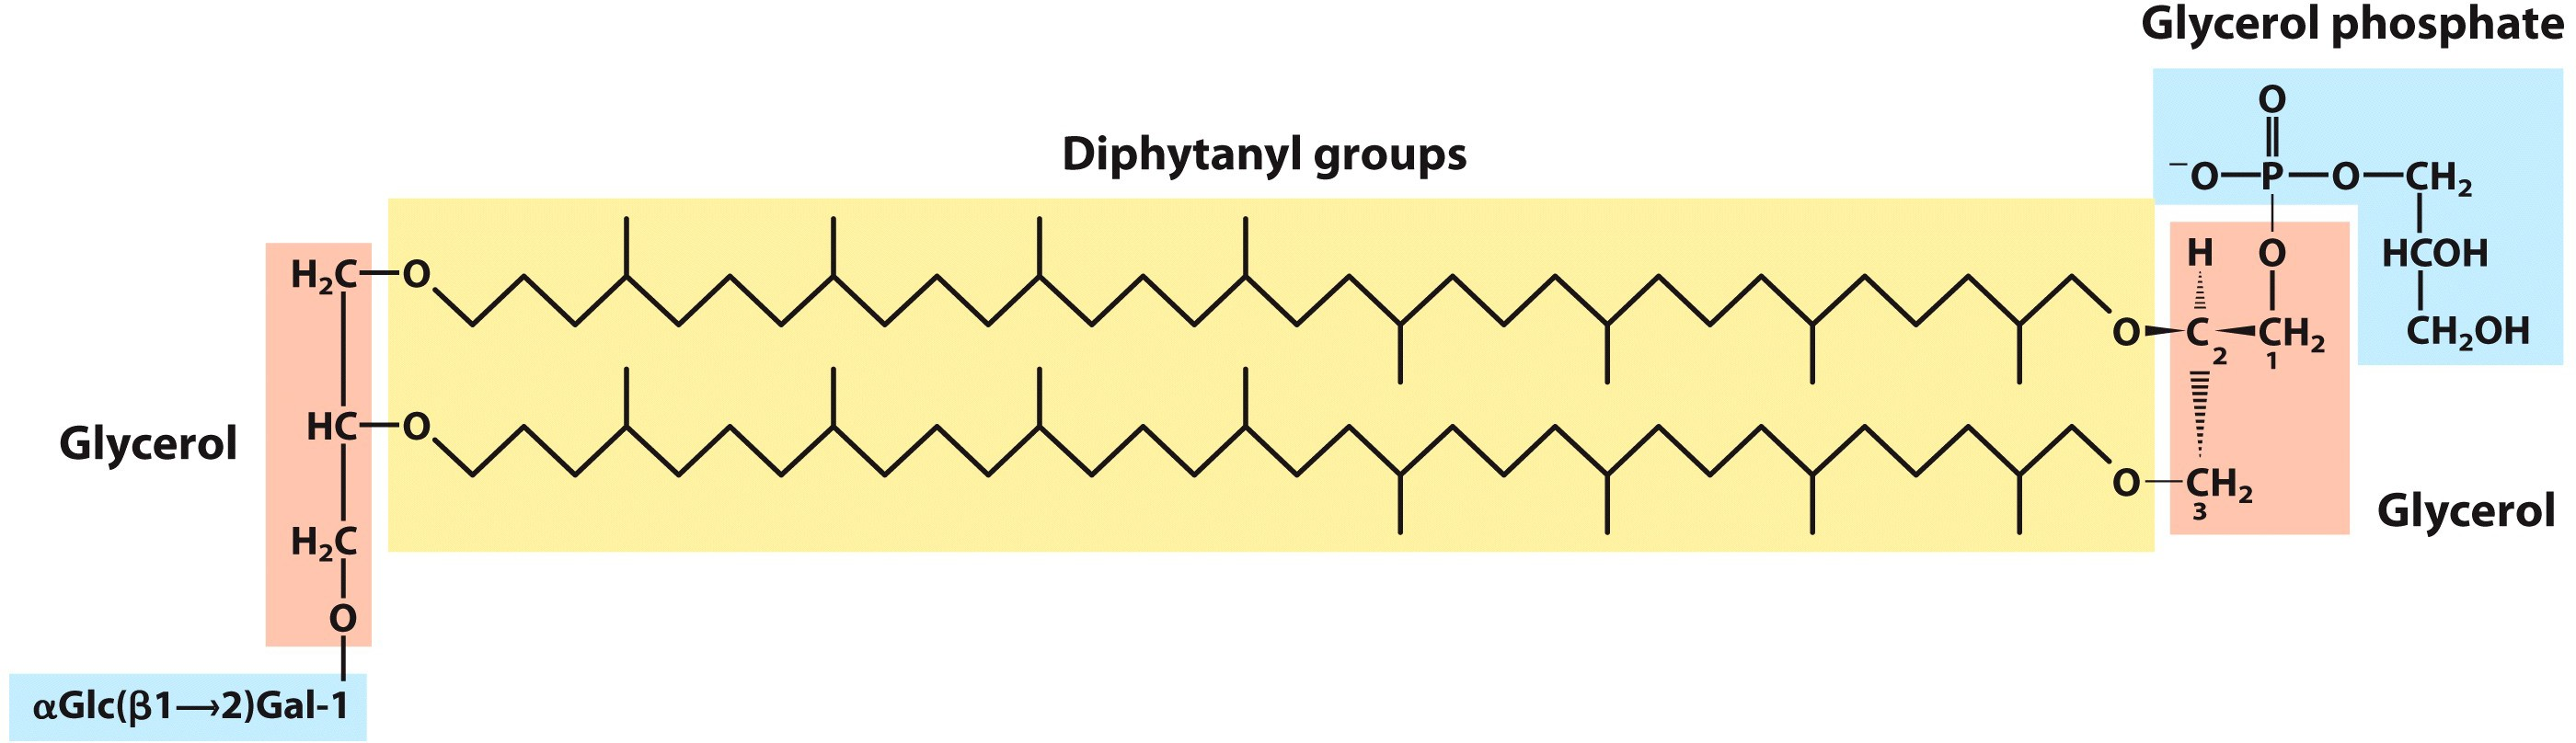 Glycerol phosphate
O
Diphytanyl groups
⁻O—P—O—CH₂
H₂C—O
H
O
HCOH
O
C
2
CH₂
1
CH₂OH
HC—O
Glycerol
O—CH₂
3
Glycerol
H₂C
O
αGlc(β1→2)Gal-1